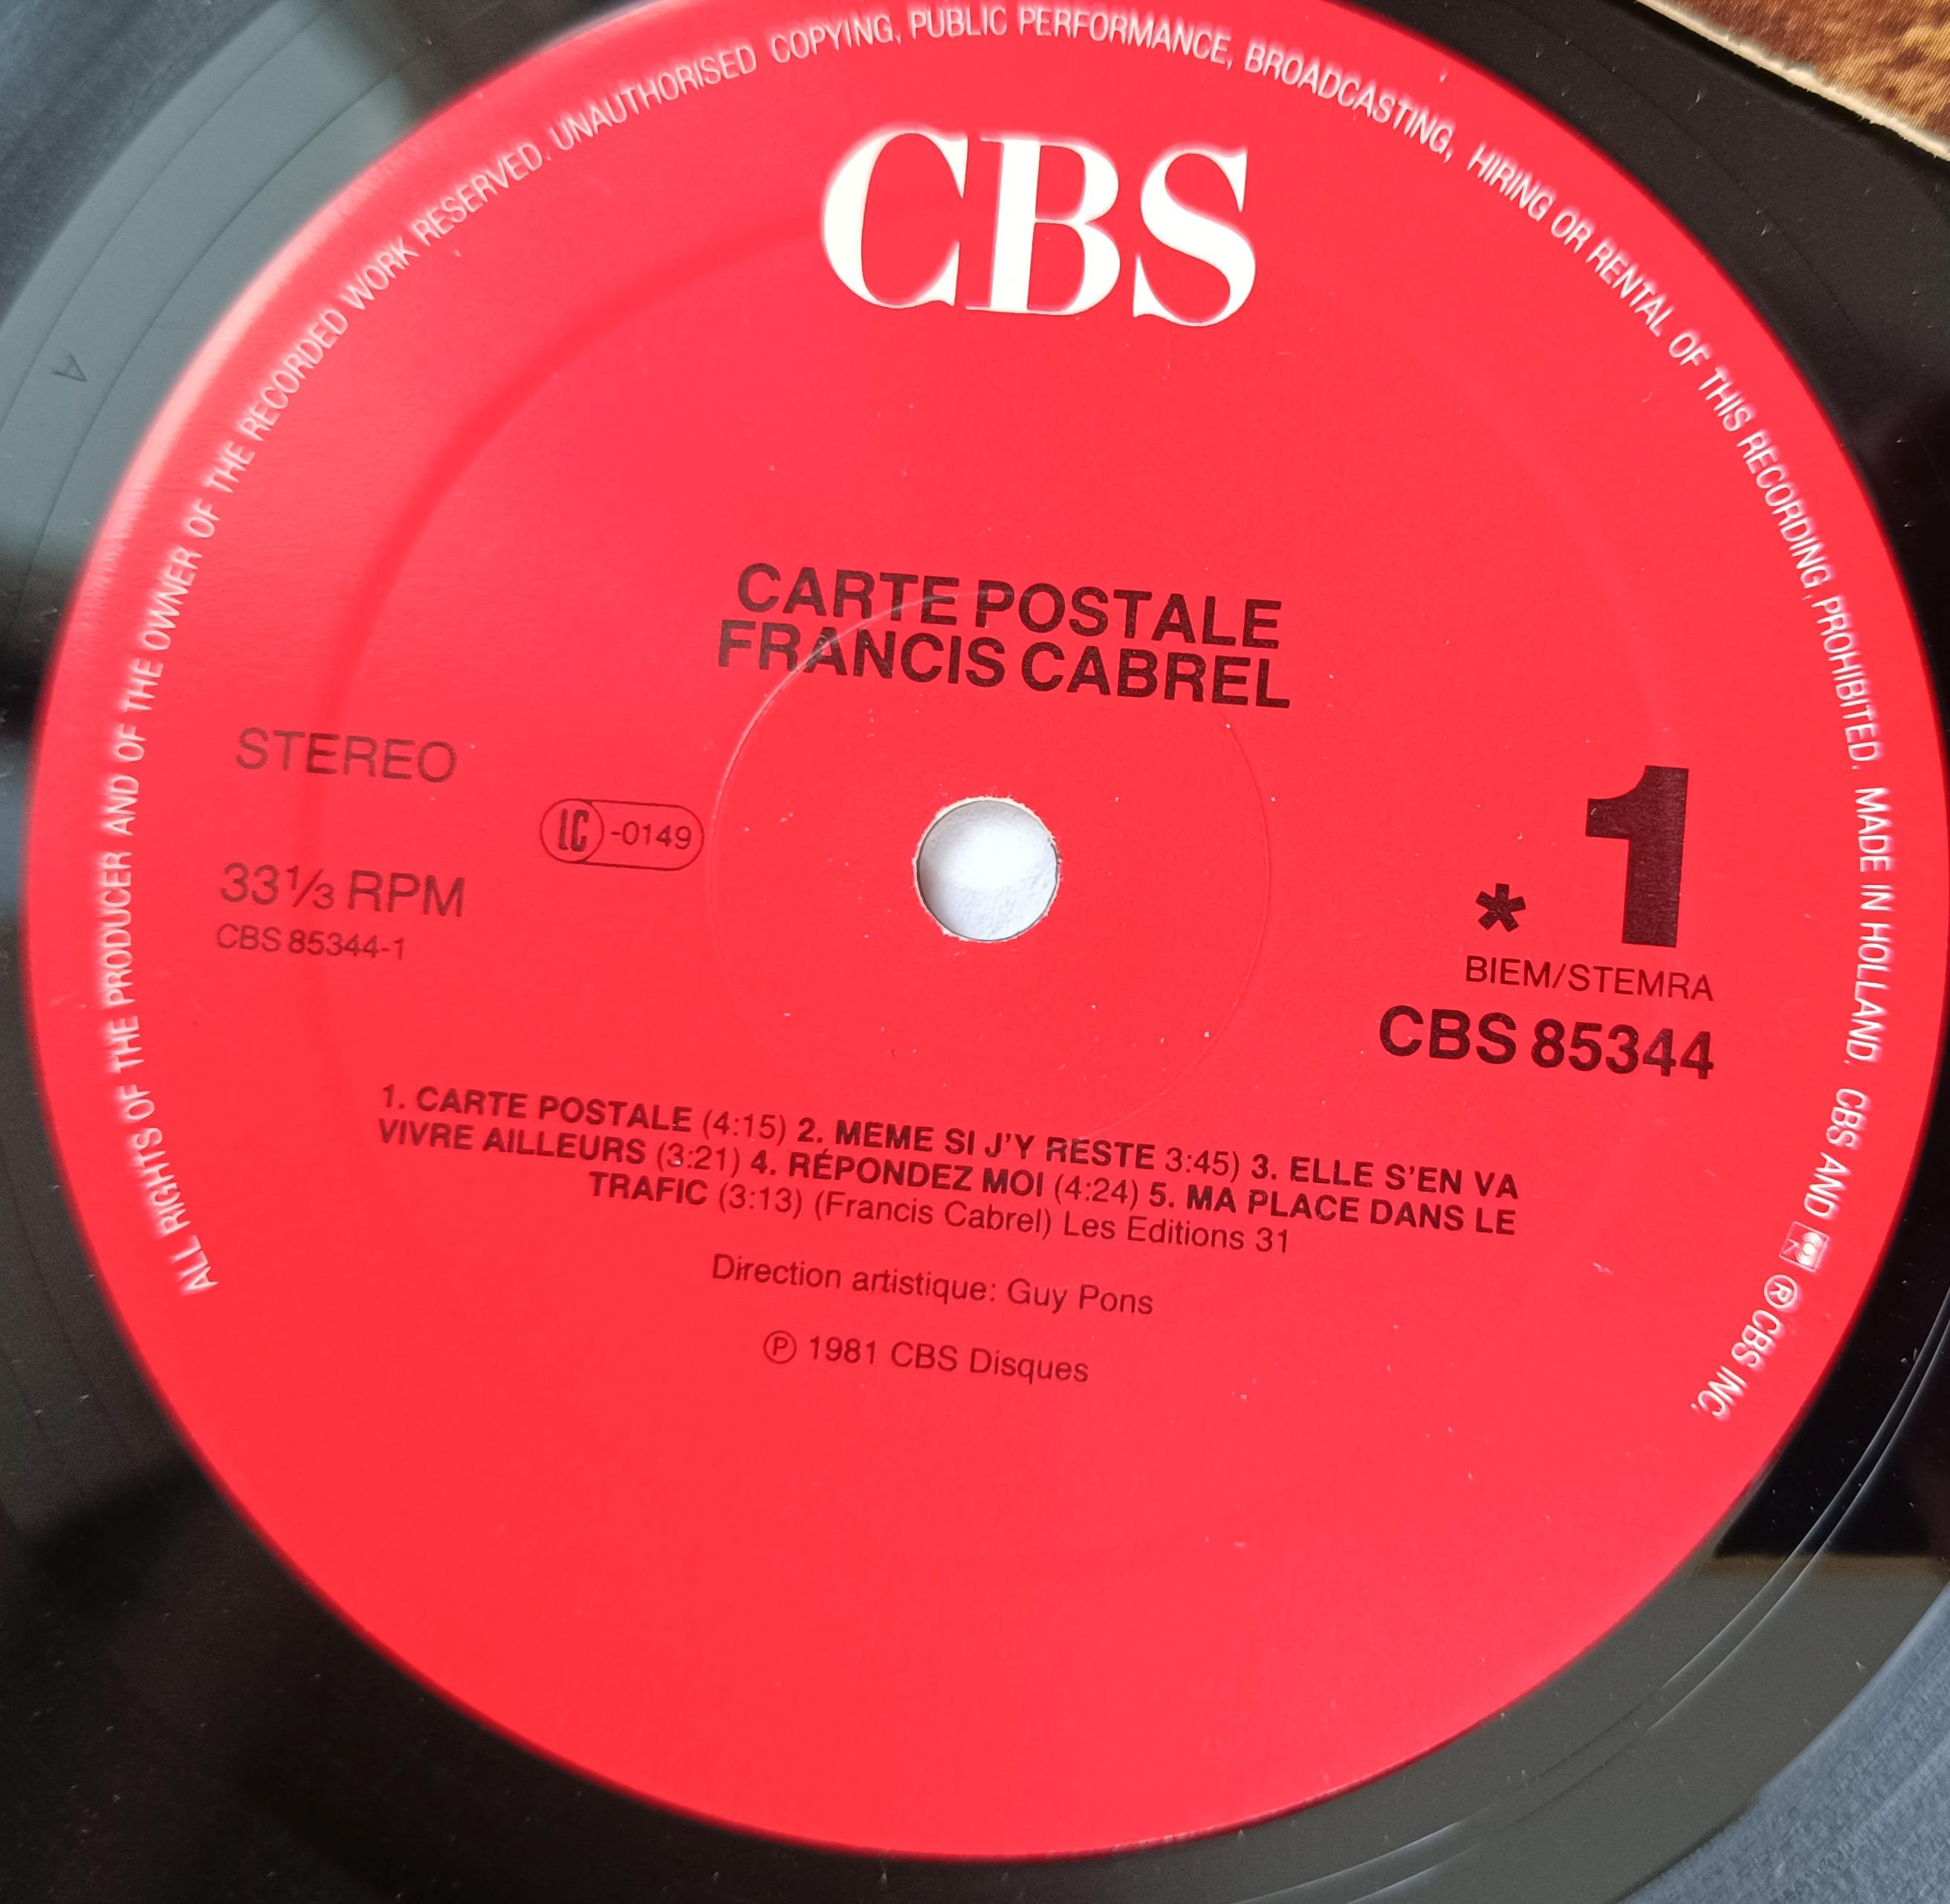 ALL RIGHTS OF THE PRODUCER AND OF THE OWNER OF THE RECORDED WORK RESERVED. UNAUTHORISED COPYING, PUBLIC PERFORMANCE, BROADCASTING, HIRING OR RENTAL OF THIS RECORDING, PROHIBITED. MADE IN HOLLAND. CBS AND ® CBS INC.
CBS
CARTE POSTALE
FRANCIS CABREL
STEREO
LC -0149
33⅓ RPM
CBS 85344-1
1
*
BIEM/STEMRA
CBS 85344
1. CARTE POSTALE (4:15) 2. MEME SI J'Y RESTE 3:45) 3. ELLE S'EN VA
VIVRE AILLEURS (3:21) 4. RÉPONDEZ MOI (4:24) 5. MA PLACE DANS LE
TRAFIC (3:13) (Francis Cabrel) Les Editions 31
Direction artistique: Guy Pons
℗ 1981 CBS Disques
A